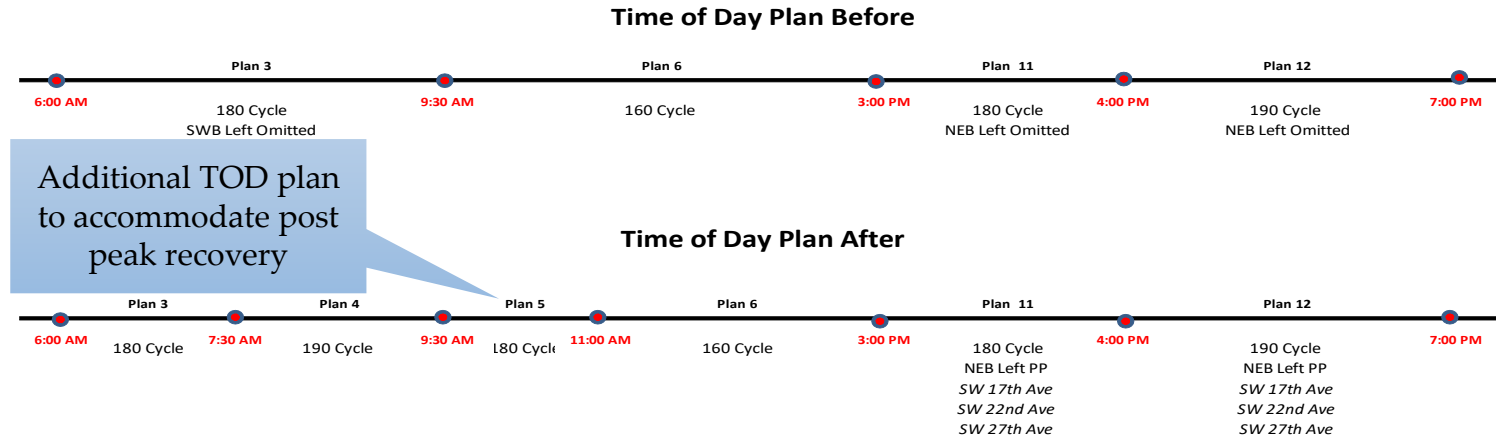 Time of Day Plan Before
Plan 3 Plan 6 Plan 11 Plan 12
6:00 AM 9:30 AM 3:00 PM 4:00 PM 7:00 PM
180 Cycle 160 Cycle 180 Cycle 190 Cycle
SWB Left Omitted NEB Left Omitted NEB Left Omitted
Additional TOD plan
to accommodate post
peak recovery
Time of Day Plan After
Plan 3 Plan 4 Plan 5 Plan 6 Plan 11 Plan 12
6:00 AM 7:30 AM 9:30 AM 11:00 AM 3:00 PM 4:00 PM 7:00 PM
180 Cycle 190 Cycle 180 Cycle 160 Cycle 180 Cycle 190 Cycle
NEB Left PP NEB Left PP
SW 17th Ave SW 17th Ave
SW 22nd Ave SW 22nd Ave
SW 27th Ave SW 27th Ave